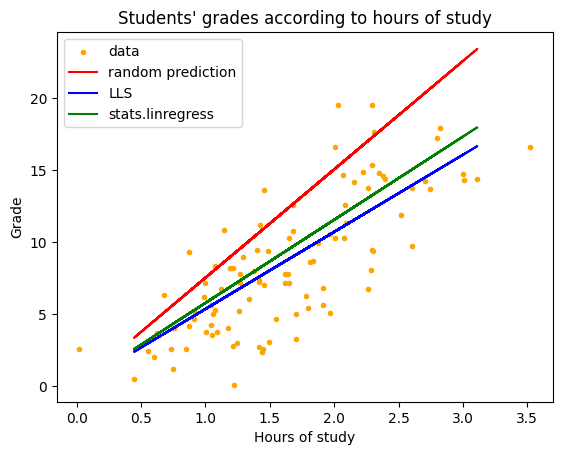 Students' grades according to hours of study
data
random prediction
LLS
stats.linregress
20
15
10
5
0
Grade
0.0 0.5 1.0 1.5 2.0 2.5 3.0 3.5
Hours of study